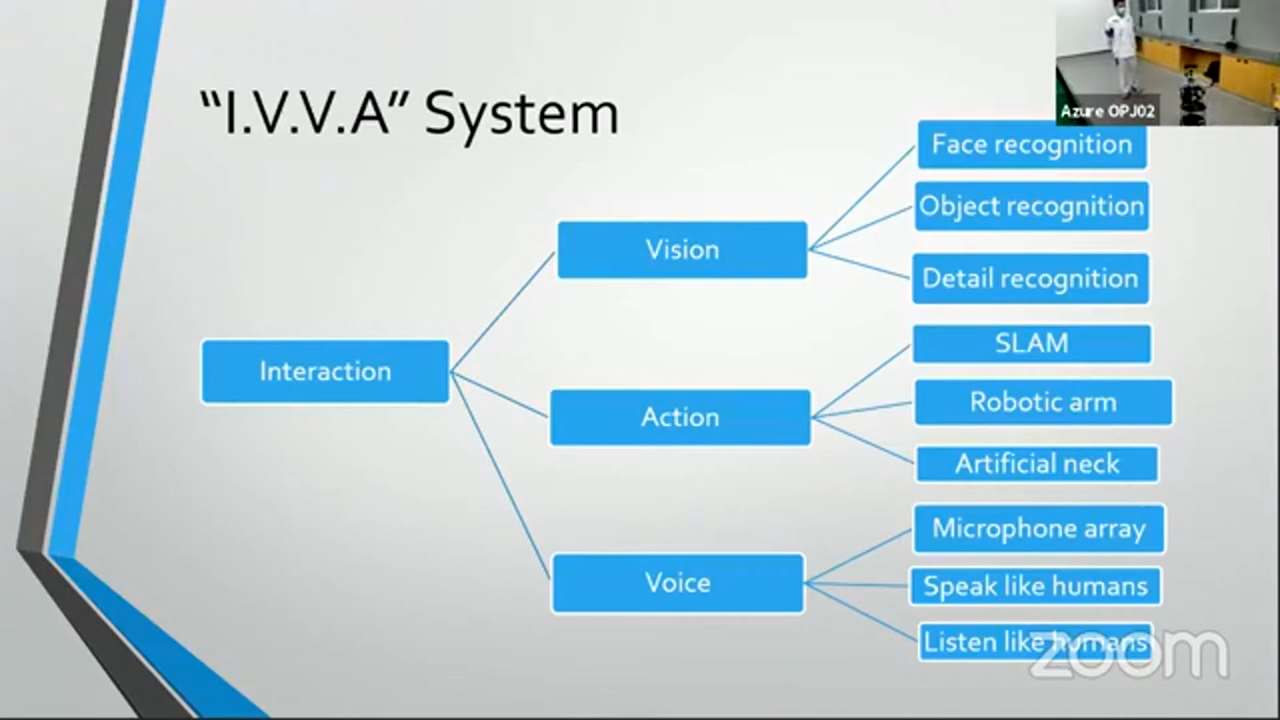 “I.V.V.A” System
Azure OPJ02
Interaction
Vision
Face recognition
Object recognition
Detail recognition
Action
SLAM
Robotic arm
Artificial neck
Voice
Microphone array
Speak like humans
Listen like humans
zoom